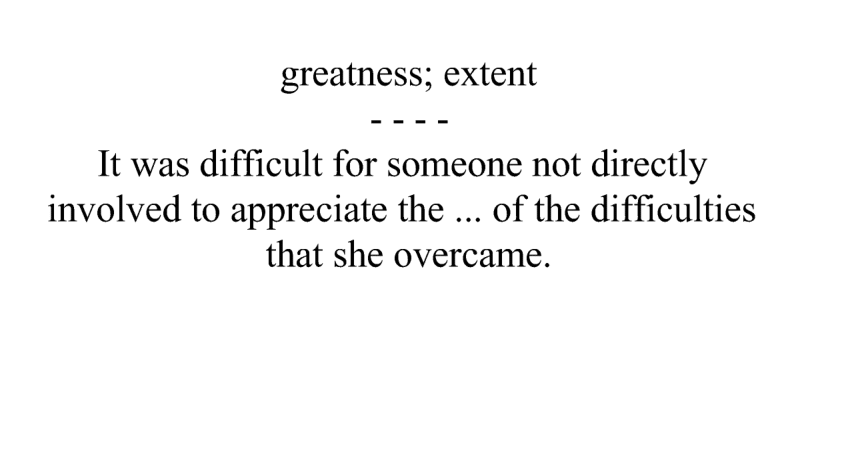 greatness; extent
- - - -
It was difficult for someone not directly
involved to appreciate the ... of the difficulties
that she overcame.